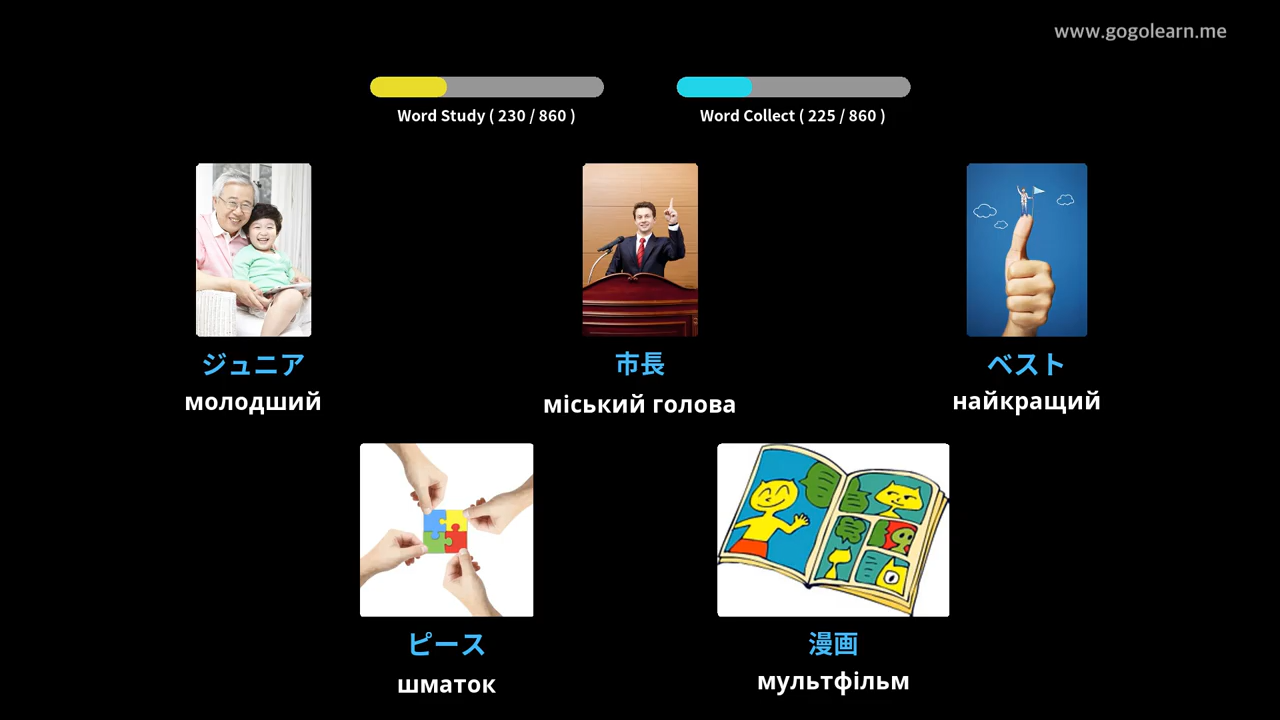 www.gogolearn.me
Word Study ( 230 / 860 )
Word Collect ( 225 / 860 )
ジュニア
молодший
市長
міський голова
ベスト
найкращий
ピース
шматок
漫画
мультфільм